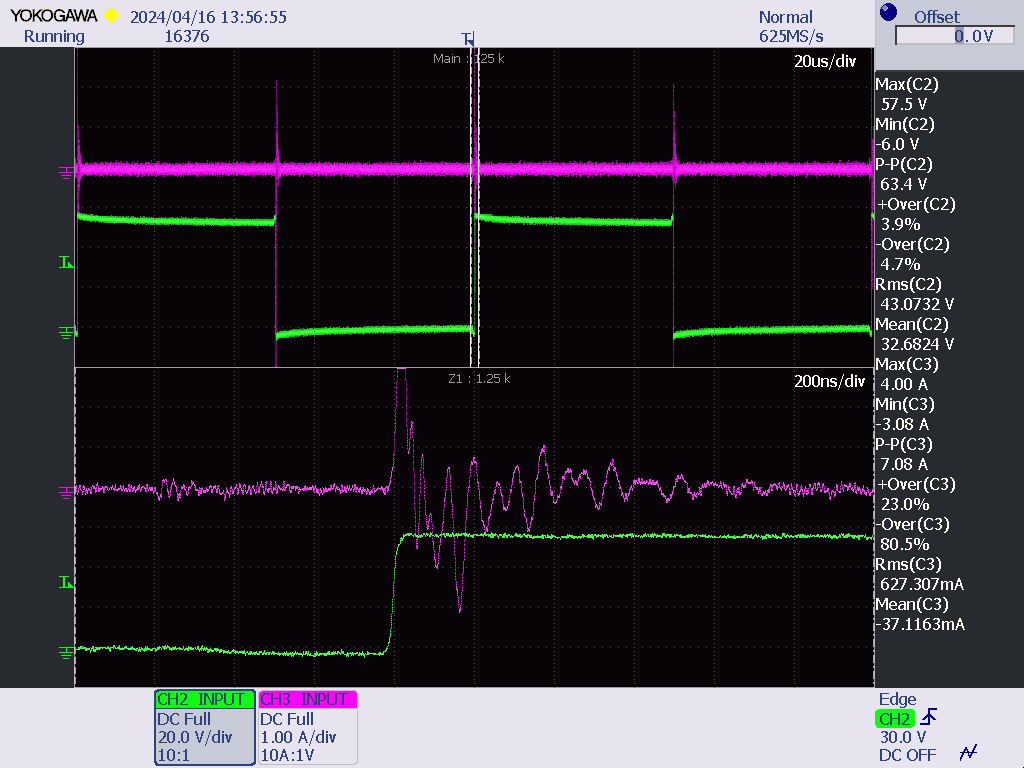 YOKOGAWA 2024/04/16 13:56:55 Normal Offset
Running 16376 625MS/s 0.0V
T
Main : 125 k 20us/div
Max(C2)
57.5 V
Min(C2)
-6.0 V
P-P(C2)
63.4 V
+Over(C2)
3.9%
-Over(C2)
4.7%
Rms(C2)
43.0732 V
Mean(C2)
32.6824 V
Max(C3)
4.00 A
Min(C3)
-3.08 A
P-P(C3)
7.08 A
+Over(C3)
23.0%
-Over(C3)
80.5%
Rms(C3)
627.307mA
Mean(C3)
-37.1163mA
T
Z1 : 1.25 k 200ns/div
T
CH2 INPUT
DC Full
20.0 V/div
10:1
CH3 INPUT
DC Full
1.00 A/div
10A:1V
Edge
CH2
30.0 V
DC OFF